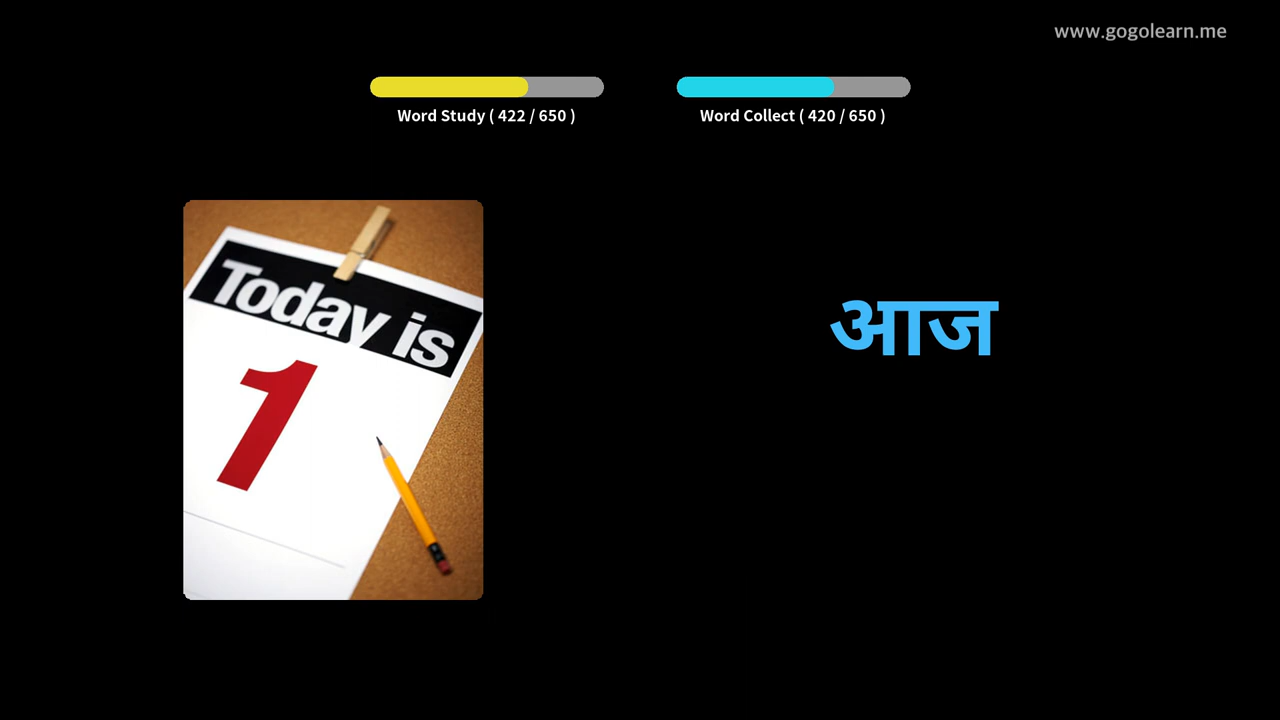 www.gogolearn.me
Word Study ( 422 / 650 )
Word Collect ( 420 / 650 )
Today is
1
आज